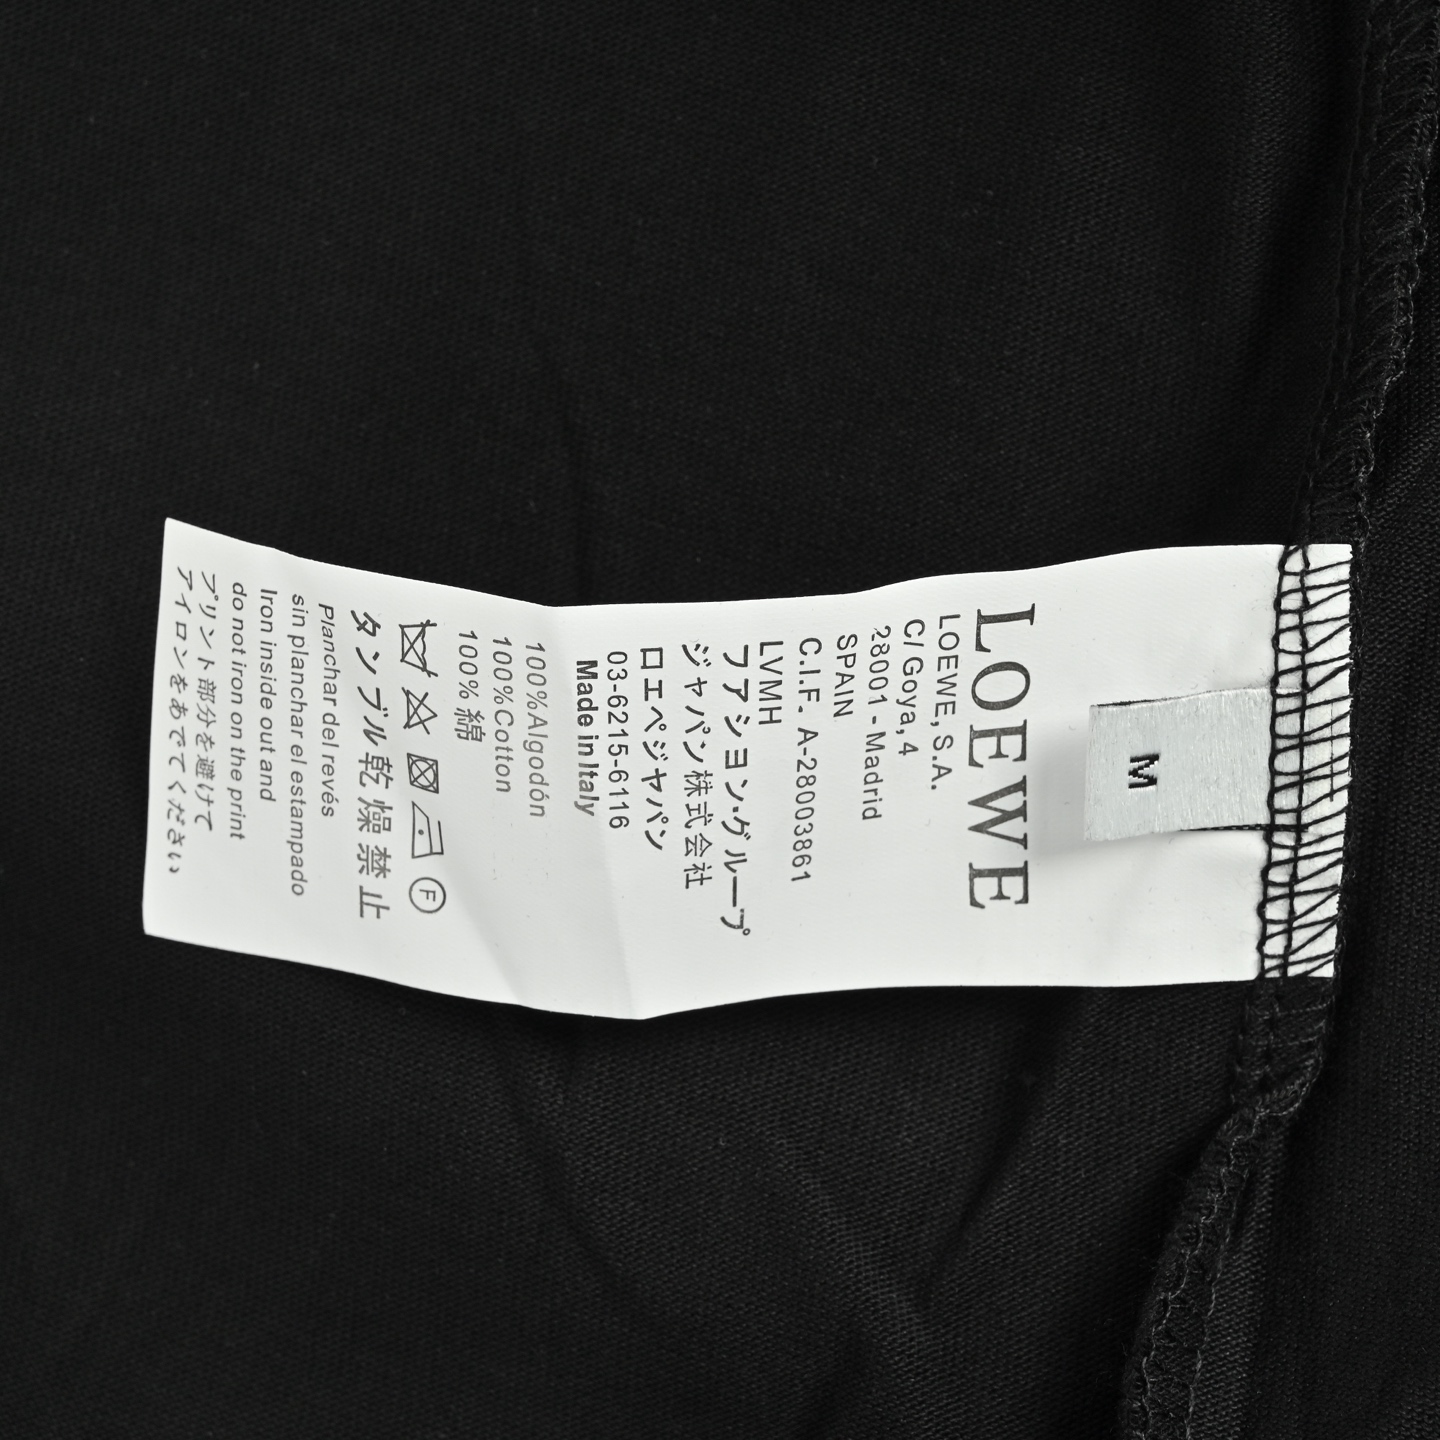 M
LOEWE
LOEWE, S.A.
C/ Goya, 4
28001 - Madrid
SPAIN
C.I.F. A-28003861
LVMH
ファション·グループ
ジャパン株式会社
ロエベジャパン
03-6215-6116
Made in Italy
100%Algodón
100%Cotton
100%綿
F
タンブル乾燥禁止
Planchar del revés
sin planchar el estampado
Iron inside out and
do not iron on the print
プリント部分を避けて
アイロンをあでてください